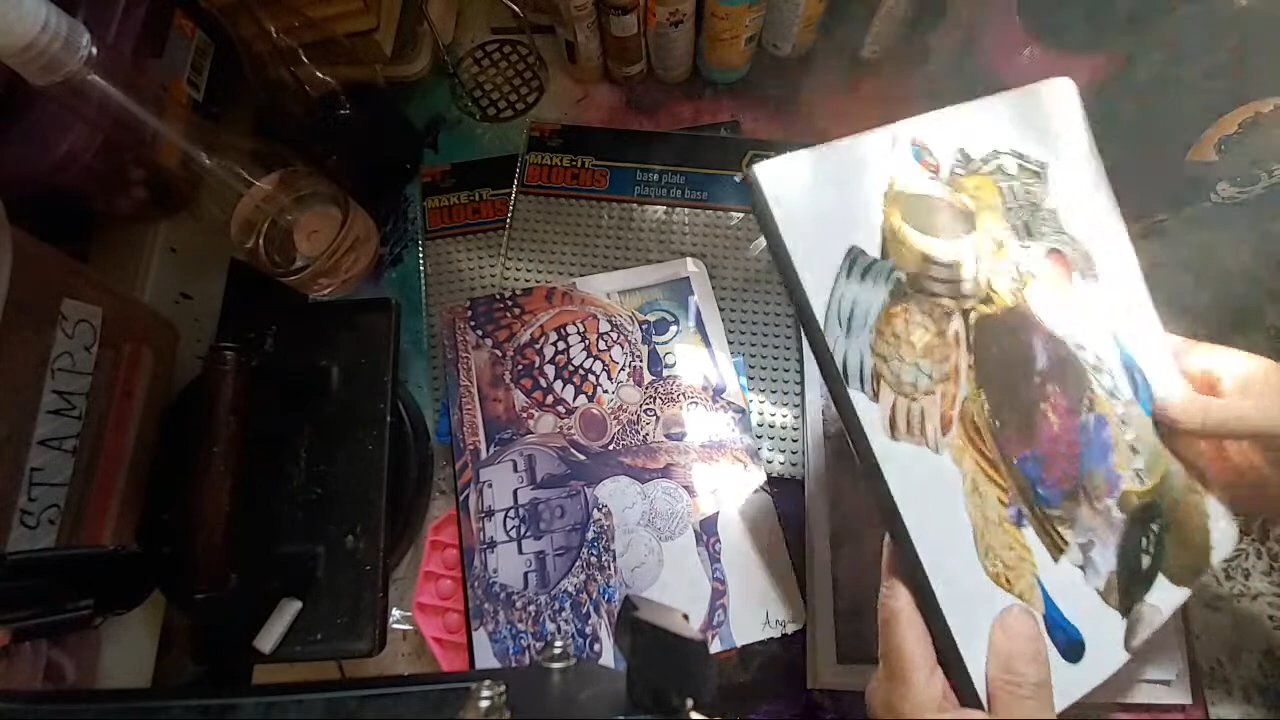 MAKE-IT
BLOCKS
base plate
plaque de base
MAKE-IT
BLOCKS
STAMPS